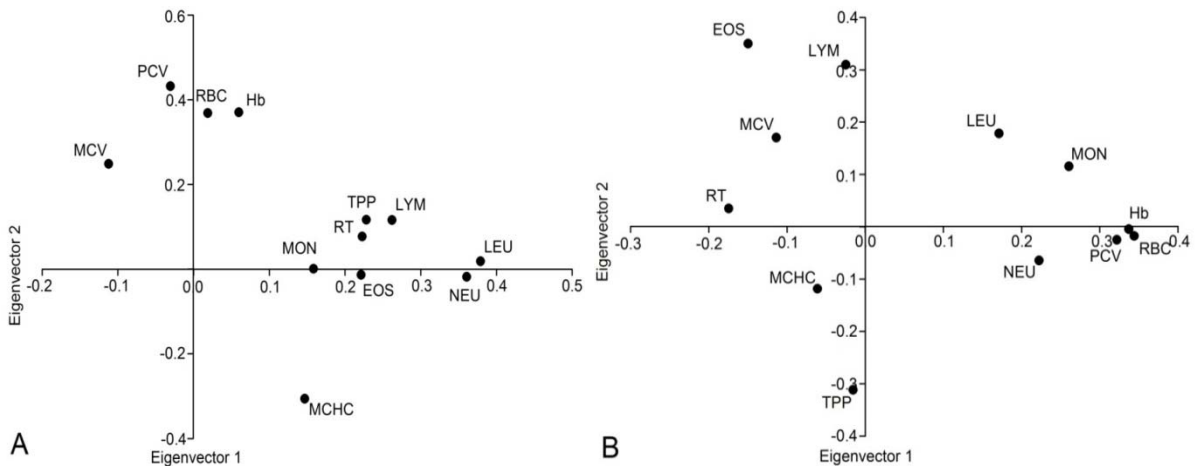 0.6
PCV
RBC Hb
0.4
MCV
0.2
TPP LYM
RT
MON LEU
-0.2 -0.1 0.0 0.1 0.2 0.3 0.4 0.5
EOS NEU
-0.2
MCHC
-0.4
Eigenvector 2
Eigenvector 1
A
0.4
EOS
LYM
0.3
0.2
MCV LEU
MON
0.1
RT
Hb
-0.3 -0.2 -0.1 0.0 0.1 0.2 0.3 0.4
RBC
PCV
NEU
MCHC
-0.1
-0.2
-0.3
TPP
-0.4
Eigenvector 2
Eigenvector 1
B